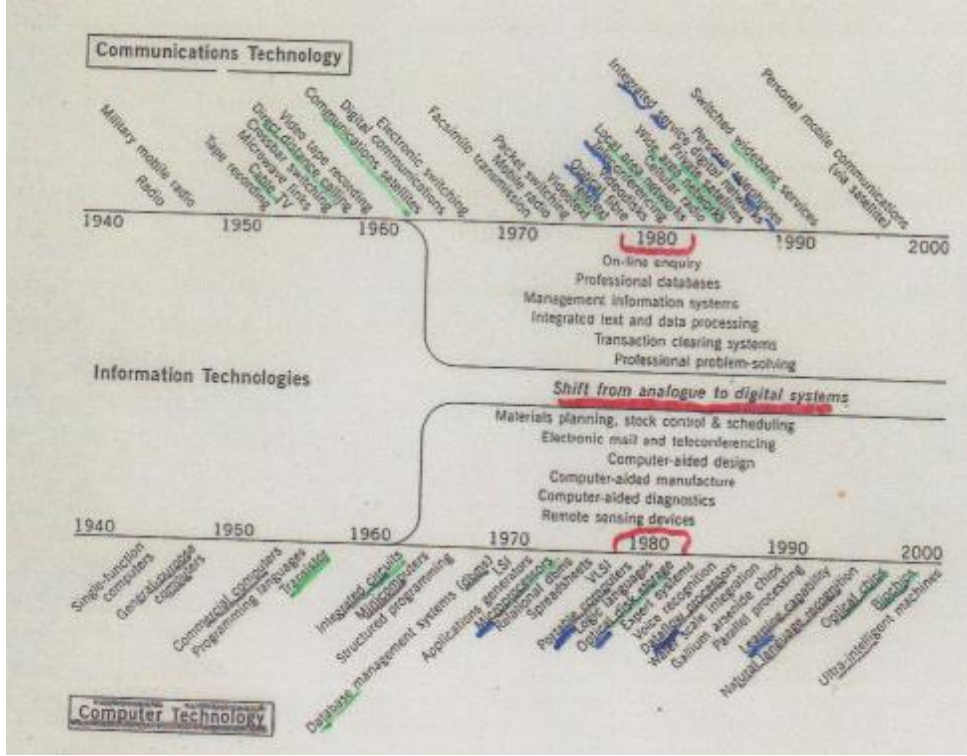 Communications Technology
Military mobile radio
Radio
Tape recording
Cable TV
Microwave links
Crossbar switching
Direct distance calling
Video tape recording
Communications satellites
Digital communications
Electronic switching
Facsimile transmission
Mobile radio
Packet switching
Videotext
Teletext
Videodisks
Teleconferencing
Local area networks
Wide area networks
Cellular radio
Integrated service digital networks
Private satellites
Switched wideband services
Personal mobile communications
(via satellite)
1940 1950 1960 1970 1980 1990 2000
On-line enquiry
Professional databases
Management information systems
Integrated text and data processing
Transaction clearing systems
Professional problem-solving
Information Technologies
Shift from analogue to digital systems
Materials planning, stock control & scheduling
Electronic mail and teleconferencing
Computer-aided design
Computer-aided manufacture
Computer-aided diagnostics
Remote sensing devices
1940 1950 1960 1970 1980 1990 2000
Single-function
computers
General-purpose
computers
Commercial computers
Programming languages
Transistor
Integrated circuits
Minicomputers
Structured programming
Database management systems (dbms)
LSI
Applications generators
Microprocessors
Relational dbms
Spreadsheets
VLSI
Portable computers
Logic languages
Optical disk storage
Expert systems
Voice recognition
Dataflow processors
Wafer scale integration
Gallium arsenide chips
Parallel processing
Learning capability
Natural language recognition
Optical chips
Biochips
Ultra-intelligent machines
Computer Technology